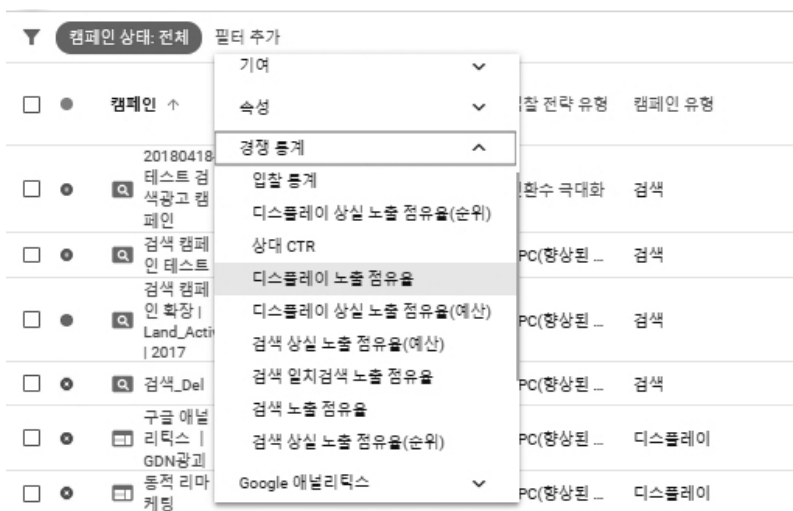 캠페인 상태: 전체 필터 추가
캠페인 ↑
찰 전략 유형 캠페인 유형
기여
속성
경쟁 통계
입찰 통계
디스플레이 상실 노출 점유율(순위)
상대 CTR
디스플레이 노출 점유율
디스플레이 상실 노출 점유율(예산)
검색 상실 노출 점유율(예산)
검색 일치검색 노출 점유율
검색 노출 점유율
검색 상실 노출 점유율(순위)
Google 애널리틱스
20180418-
테스트 검
색광고 캠
페인
환수 극대화 검색
검색 캠페
인 테스트
PC(향상된 ... 검색
검색 캠페
인 확장 |
Land_Acti
| 2017
PC(향상된 ... 검색
검색_Del
PC(향상된 ... 검색
구글 애널
리틱스 |
GDN광고
PC(향상된 ... 디스플레이
동적 리마
케팅
PC(향상된 ... 디스플레이